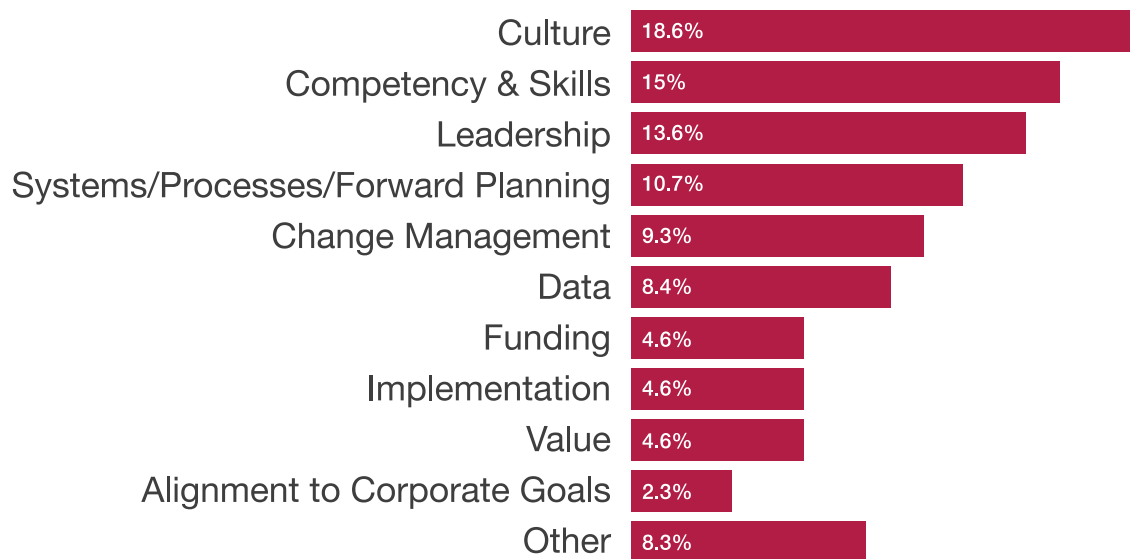 Culture 18.6%
Competency & Skills 15%
Leadership 13.6%
Systems/Processes/Forward Planning 10.7%
Change Management 9.3%
Data 8.4%
Funding 4.6%
Implementation 4.6%
Value 4.6%
Alignment to Corporate Goals 2.3%
Other 8.3%